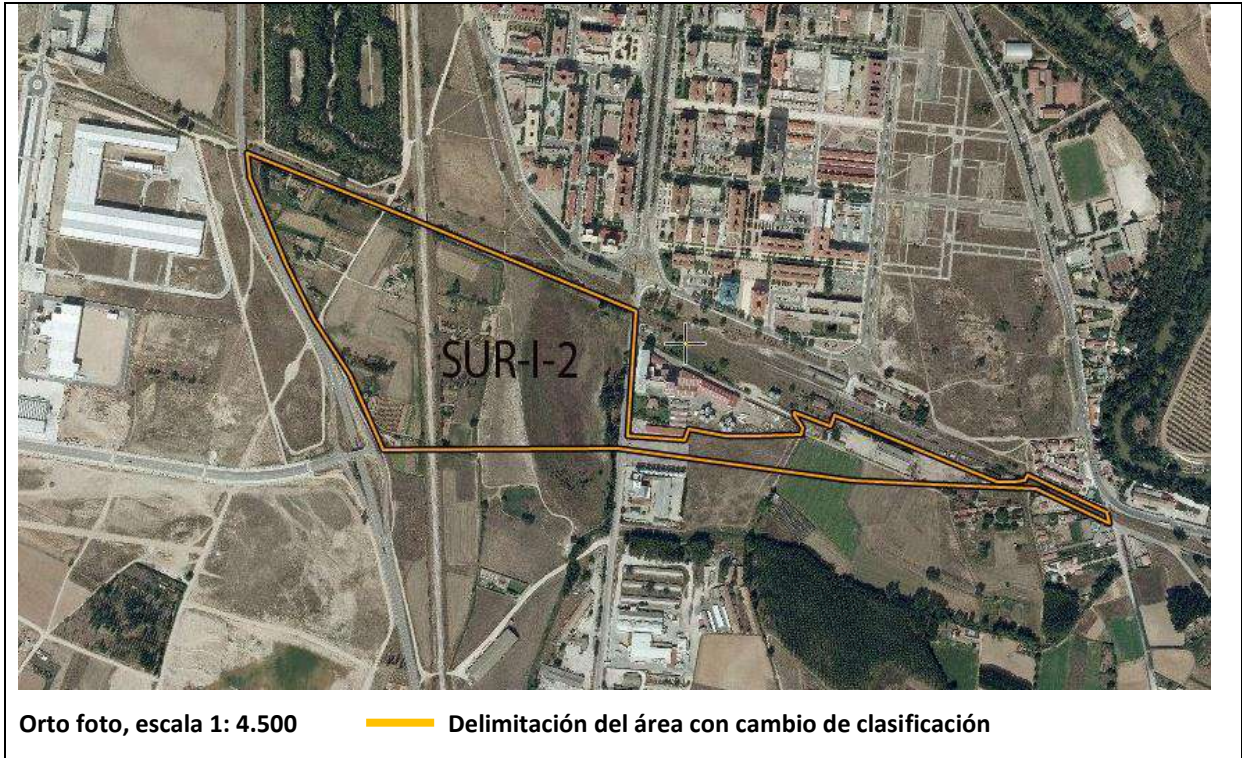 SUR-I-2
Orto foto, escala 1: 4.500 Delimitación del área con cambio de clasificación